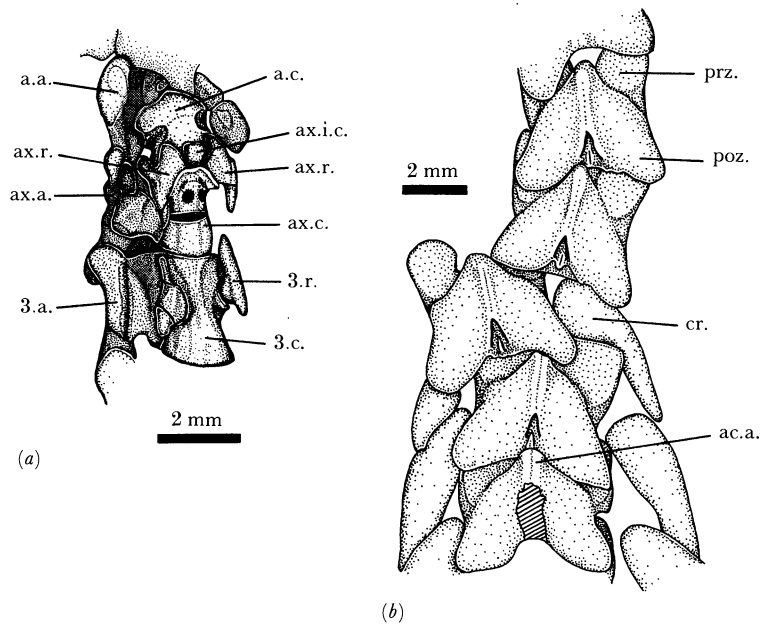 a.a.
a.c.
ax.i.c.
ax.r.
ax.r.
ax.a.
ax.c.
3.r.
3.a.
3.c.
2 mm
(a)
prz.
poz.
2 mm
cr.
ac.a.
(b)